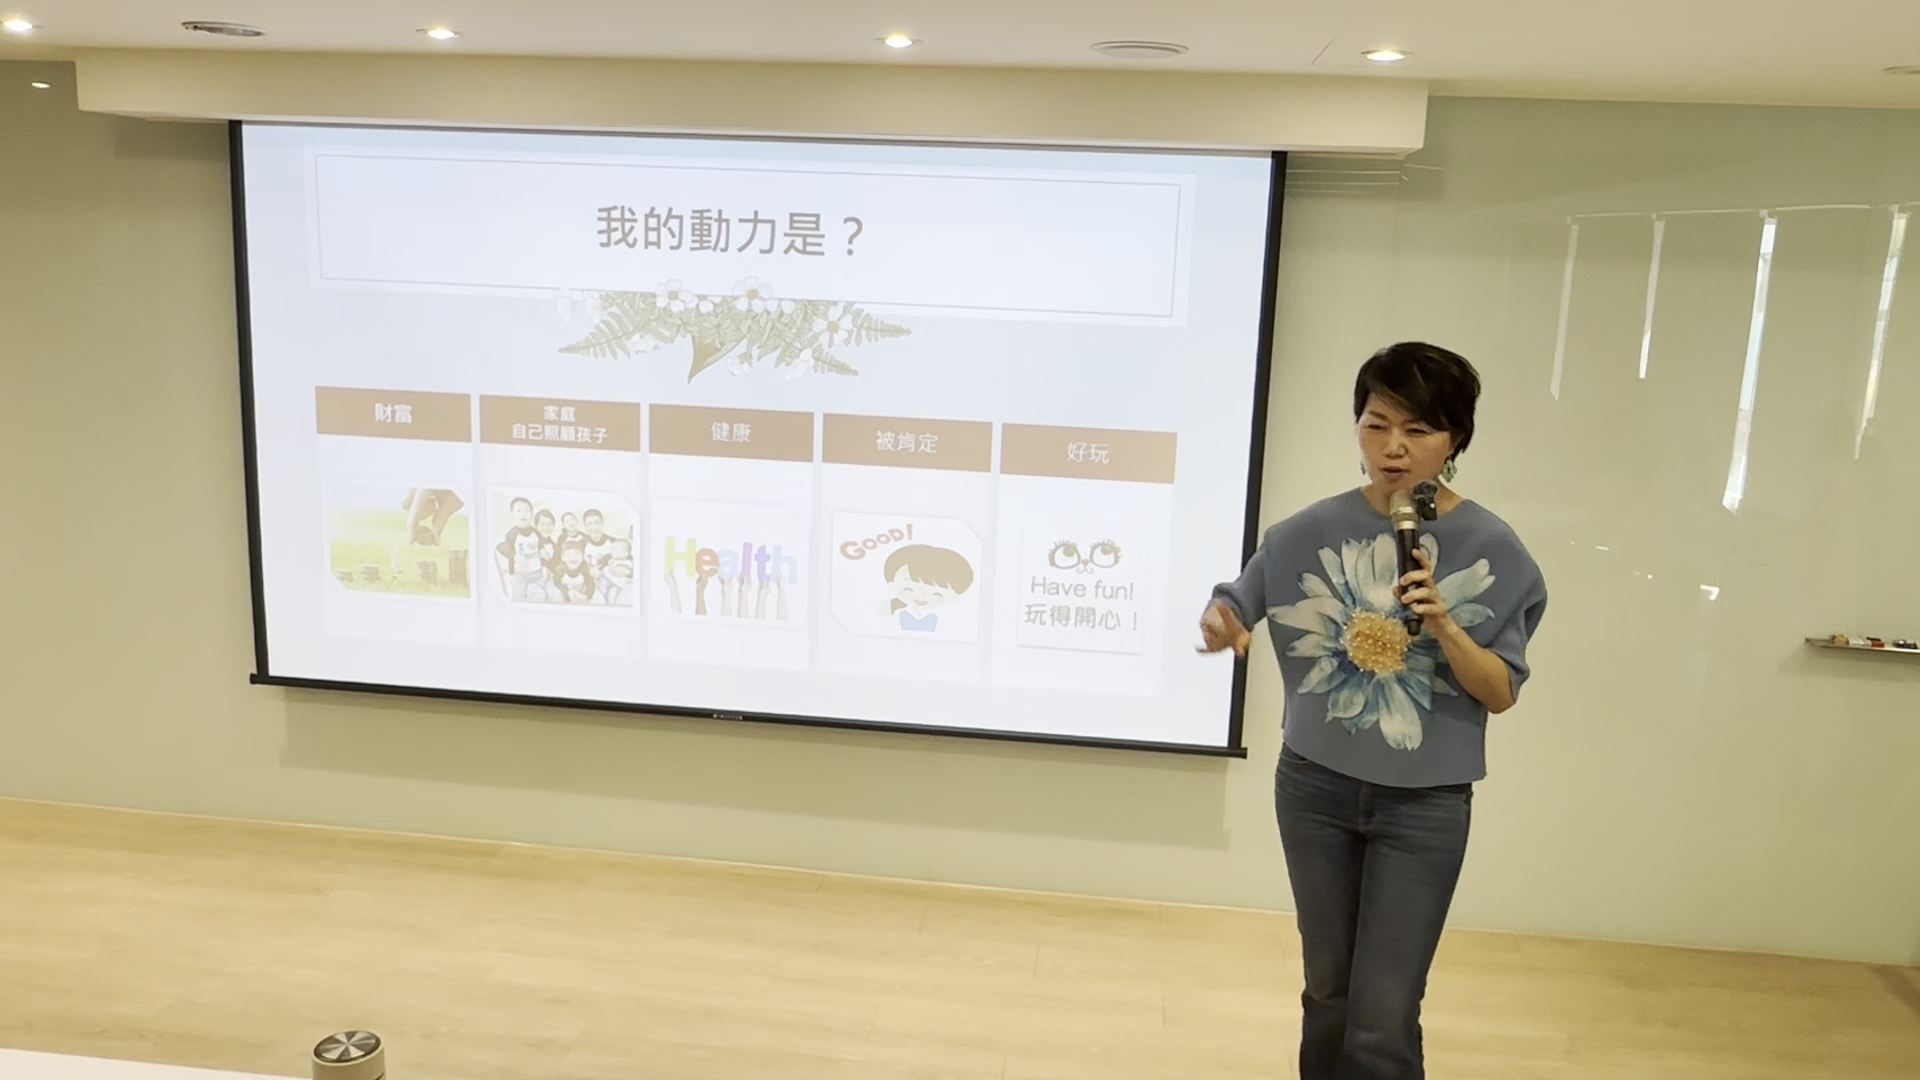 我的動力是？
財富
家庭
自己照顧孩子
健康
被肯定
好玩
Health
GOOD!
Have fun!
玩得開心！